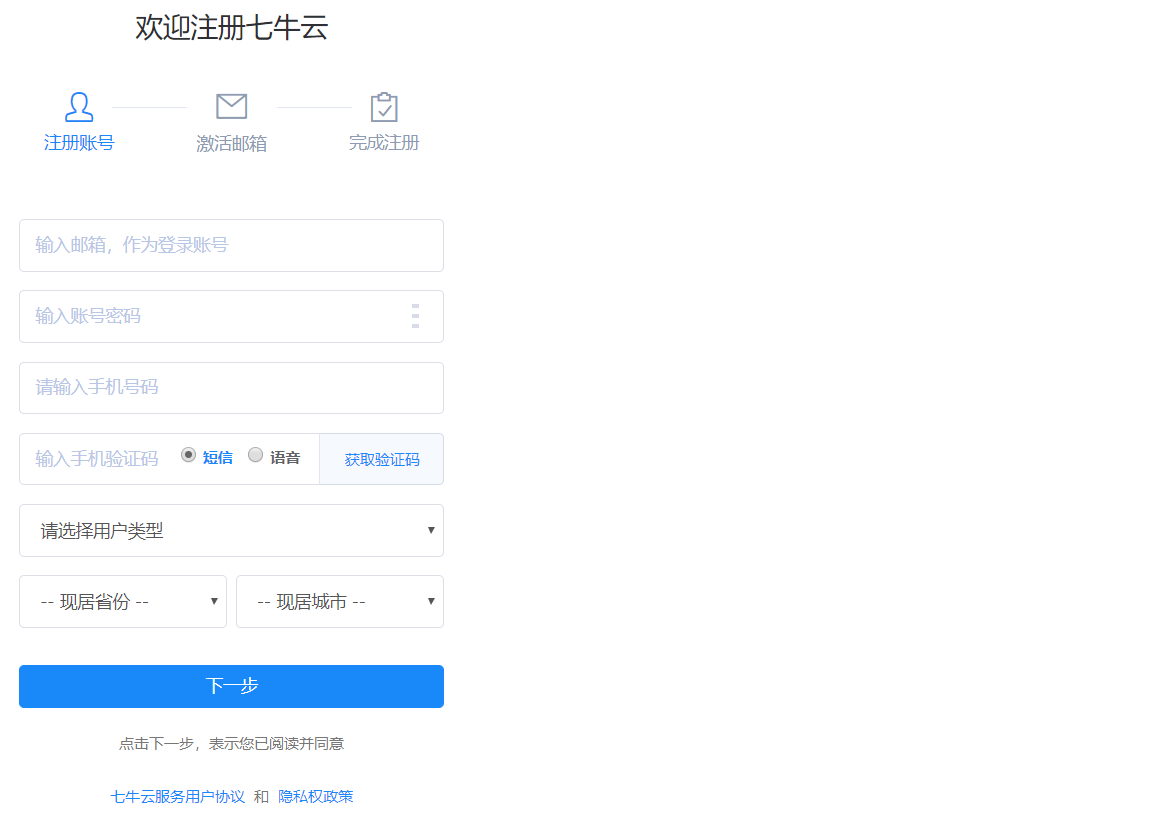 欢迎注册七牛云
注册账号 激活邮箱 完成注册
输入邮箱，作为登录账号
输入账号密码
请输入手机号码
输入手机验证码 短信 语音 获取验证码
请选择用户类型
-- 现居省份 -- -- 现居城市 --
下一步
点击下一步，表示您已阅读并同意
七牛云服务用户协议 和 隐私权政策